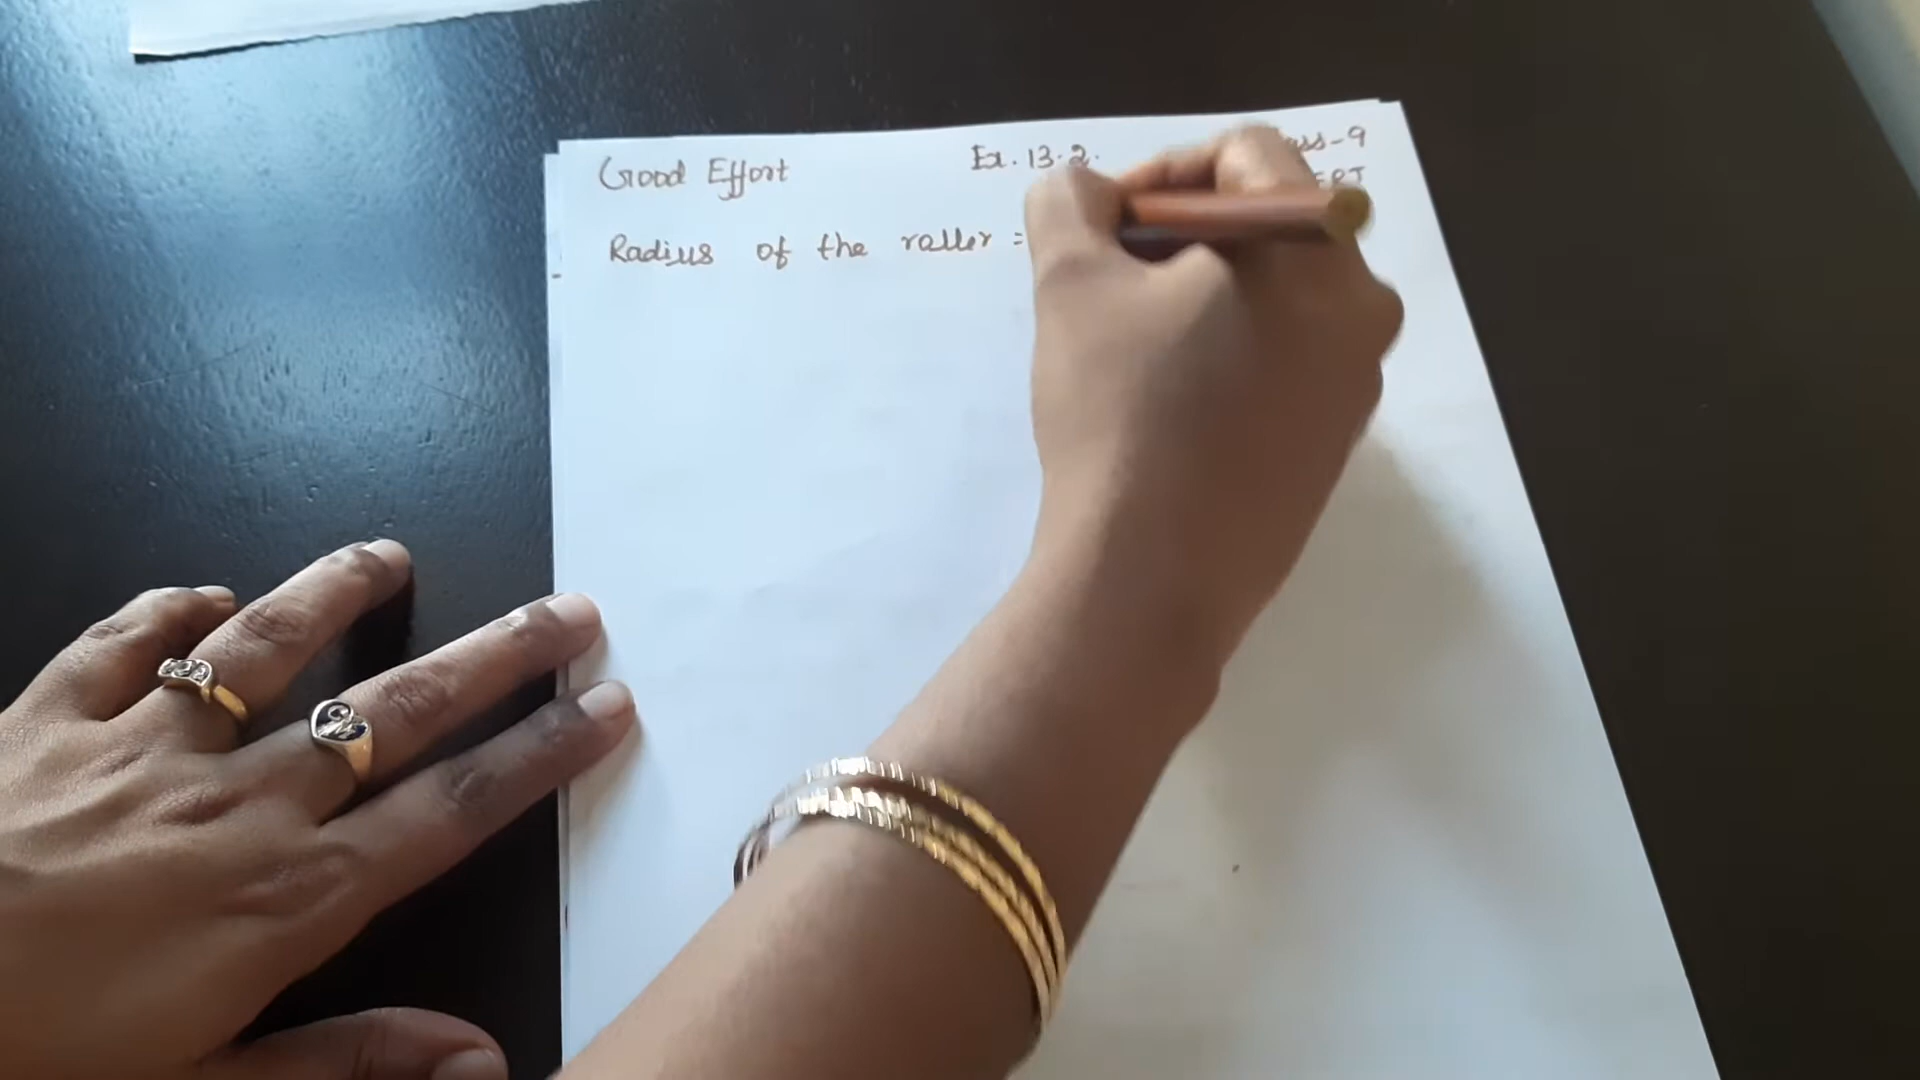 Good Effort Ex. 13.2.
Radius of the roller =